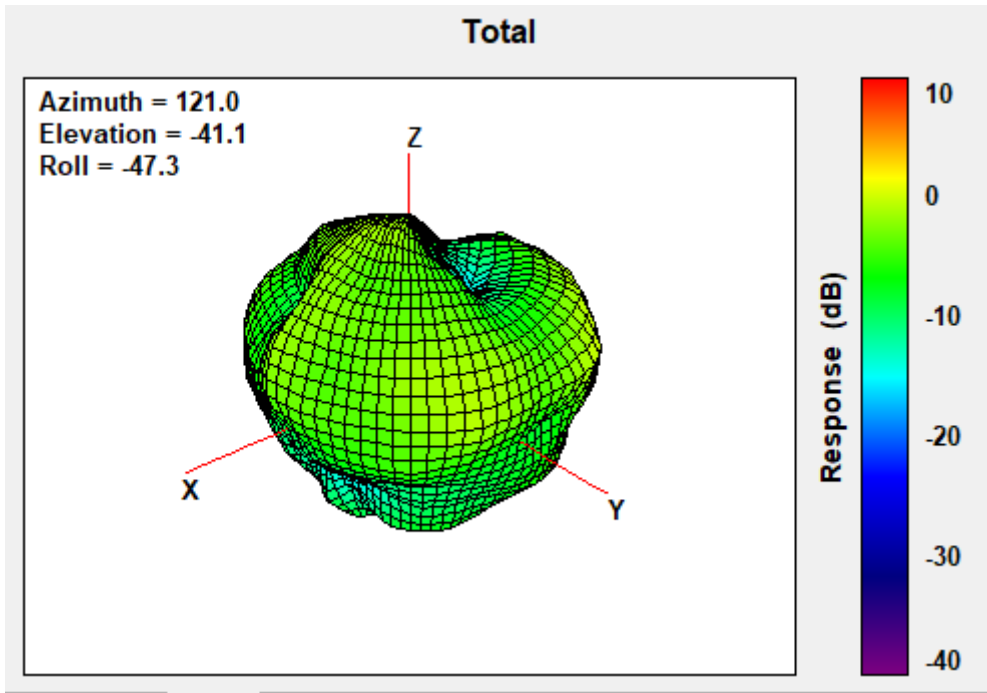 Total
Azimuth = 121.0
Elevation = -41.1
Roll = -47.3
Z
X
Y
10
0
-10
-20
-30
-40
Response (dB)